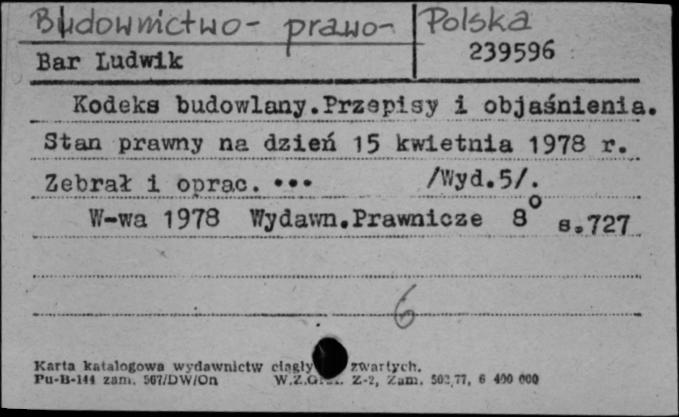 Budownictwo- prawo- Polska
Bar Ludwik 239596
Kodeks budowlany.Przepisy i objaśnienia.
Stan prawny na dzień 15 kwietnia 1978 r.
Zebrał i oprac. ... /Wyd.5/.
W-wa 1978 Wydawn.Prawnicze 8° s.727
6
Karta katalogowa wydawnictw ciągły zwartych.
Pu-B-144 zam. 567/DW/On W.Z.Graf. Z-2, Zam. 502/77, 6 400 000